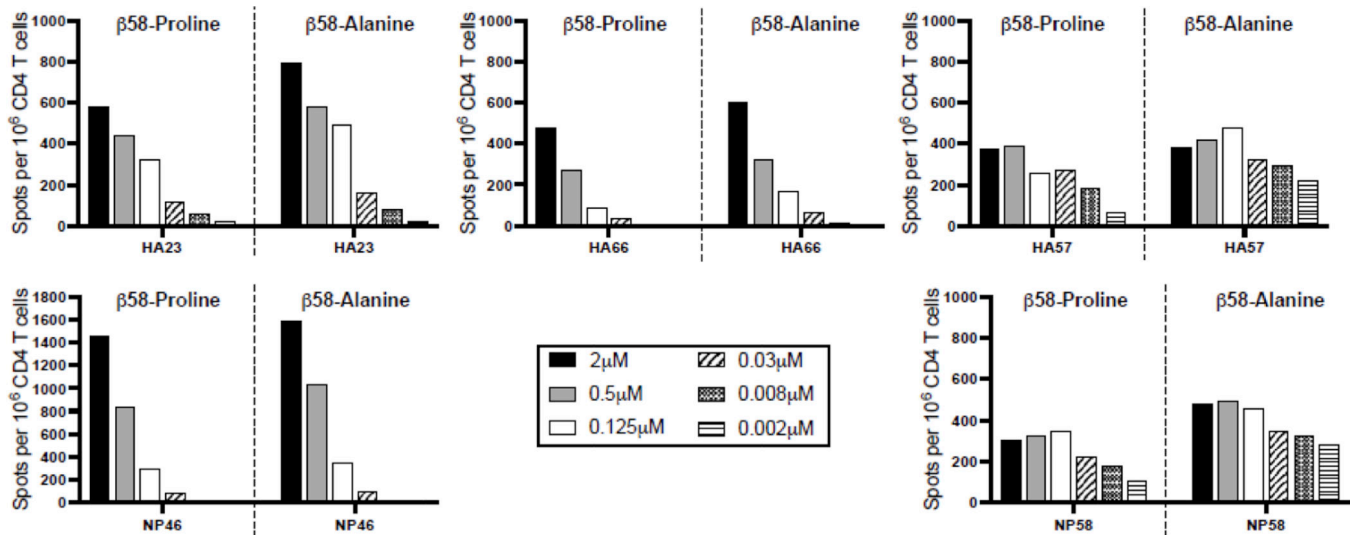 β58-Proline β58-Alanine
Spots per 10⁶ CD4 T cells
1000
800
600
400
200
0
HA23 HA23
β58-Proline β58-Alanine
Spots per 10⁶ CD4 T cells
1000
800
600
400
200
0
HA66 HA66
β58-Proline β58-Alanine
Spots per 10⁶ CD4 T cells
1000
800
600
400
200
0
HA57 HA57
β58-Proline β58-Alanine
Spots per 10⁶ CD4 T cells
1800
1600
1400
1200
1000
800
600
400
200
0
NP46 NP46
2μM 0.03μM
0.5μM 0.008μM
0.125μM 0.002μM
β58-Proline β58-Alanine
Spots per 10⁶ CD4 T cells
1000
800
600
400
200
0
NP58 NP58